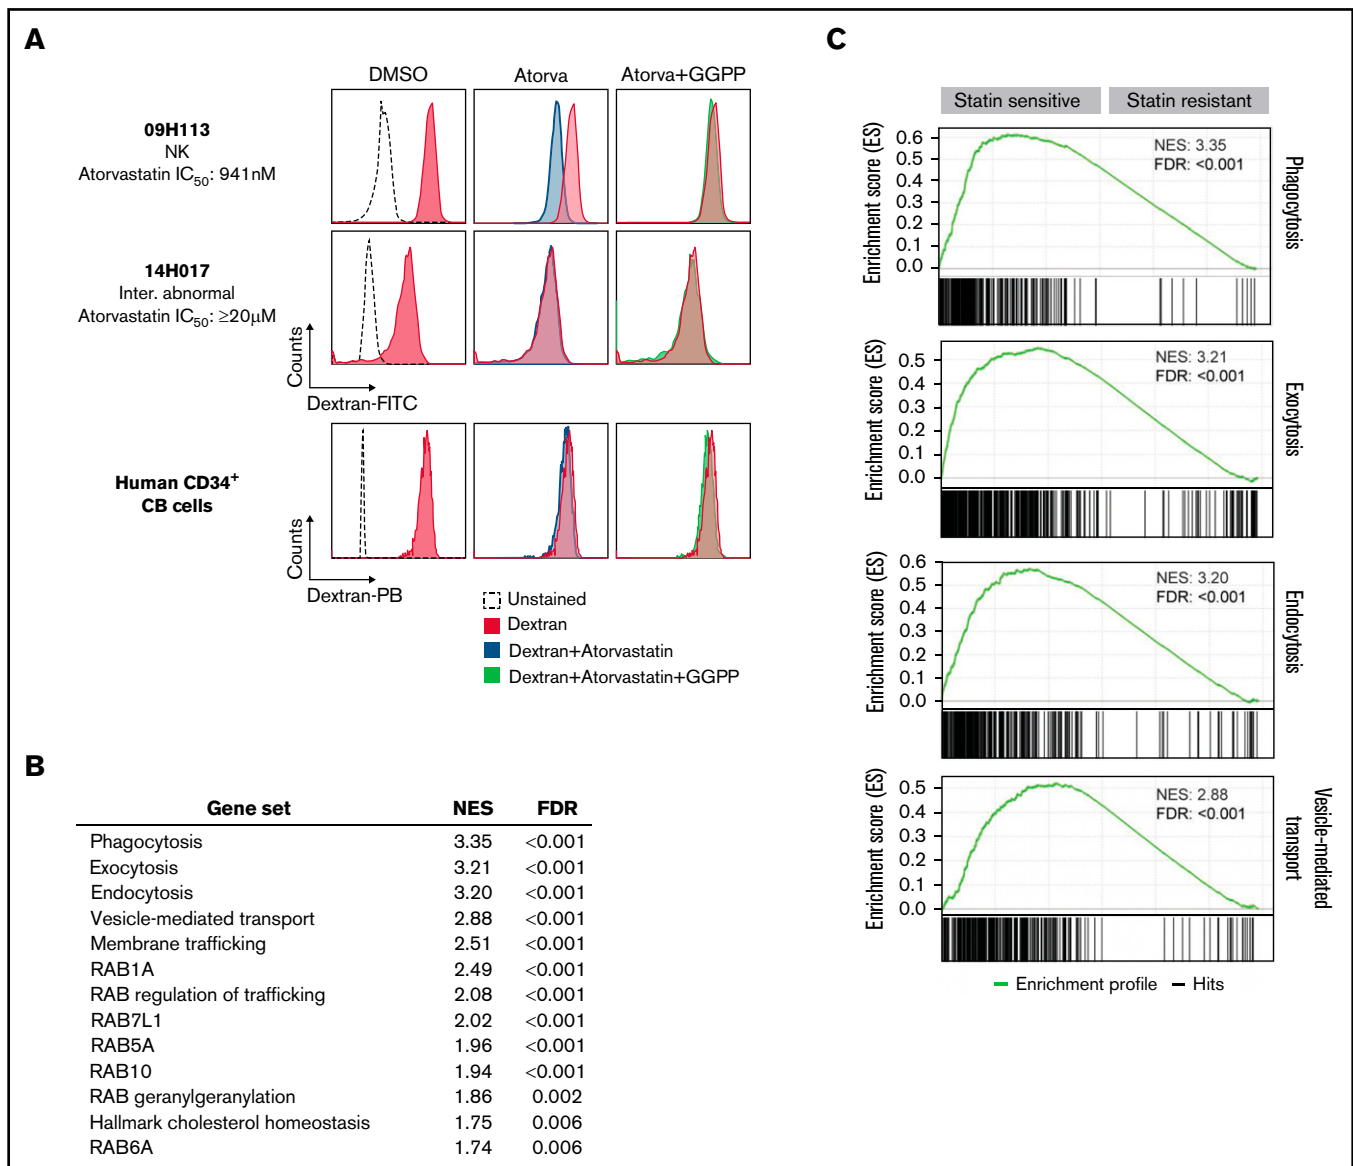 A
DMSO
Atorva
Atorva+GGPP
09H113
NK
Atorvastatin IC50: 941nM
14H017
Inter. abnormal
Atorvastatin IC50: ≥20µM
Counts
Dextran-FITC
Human CD34+
CB cells
Counts
Dextran-PB
Unstained
Dextran
Dextran+Atorvastatin
Dextran+Atorvastatin+GGPP
B
Gene set NES FDR
Phagocytosis 3.35 <0.001
Exocytosis 3.21 <0.001
Endocytosis 3.20 <0.001
Vesicle-mediated transport 2.88 <0.001
Membrane trafficking 2.51 <0.001
RAB1A 2.49 <0.001
RAB regulation of trafficking 2.08 <0.001
RAB7L1 2.02 <0.001
RAB5A 1.96 <0.001
RAB10 1.94 <0.001
RAB geranylgeranylation 1.86 0.002
Hallmark cholesterol homeostasis 1.75 0.006
RAB6A 1.74 0.006
C
Statin sensitive
Statin resistant
Enrichment score (ES)
0.6
0.5
0.4
0.3
0.2
0.1
0.0
NES: 3.35
FDR: <0.001
Phagocytosis
Enrichment score (ES)
0.5
0.4
0.3
0.2
0.1
0.0
NES: 3.21
FDR: <0.001
Exocytosis
Enrichment score (ES)
0.6
0.5
0.4
0.3
0.2
0.1
0.0
NES: 3.20
FDR: <0.001
Endocytosis
Enrichment score (ES)
0.5
0.4
0.3
0.2
0.1
0.0
NES: 2.88
FDR: <0.001
Vesicle-mediated
transport
Enrichment profile
Hits